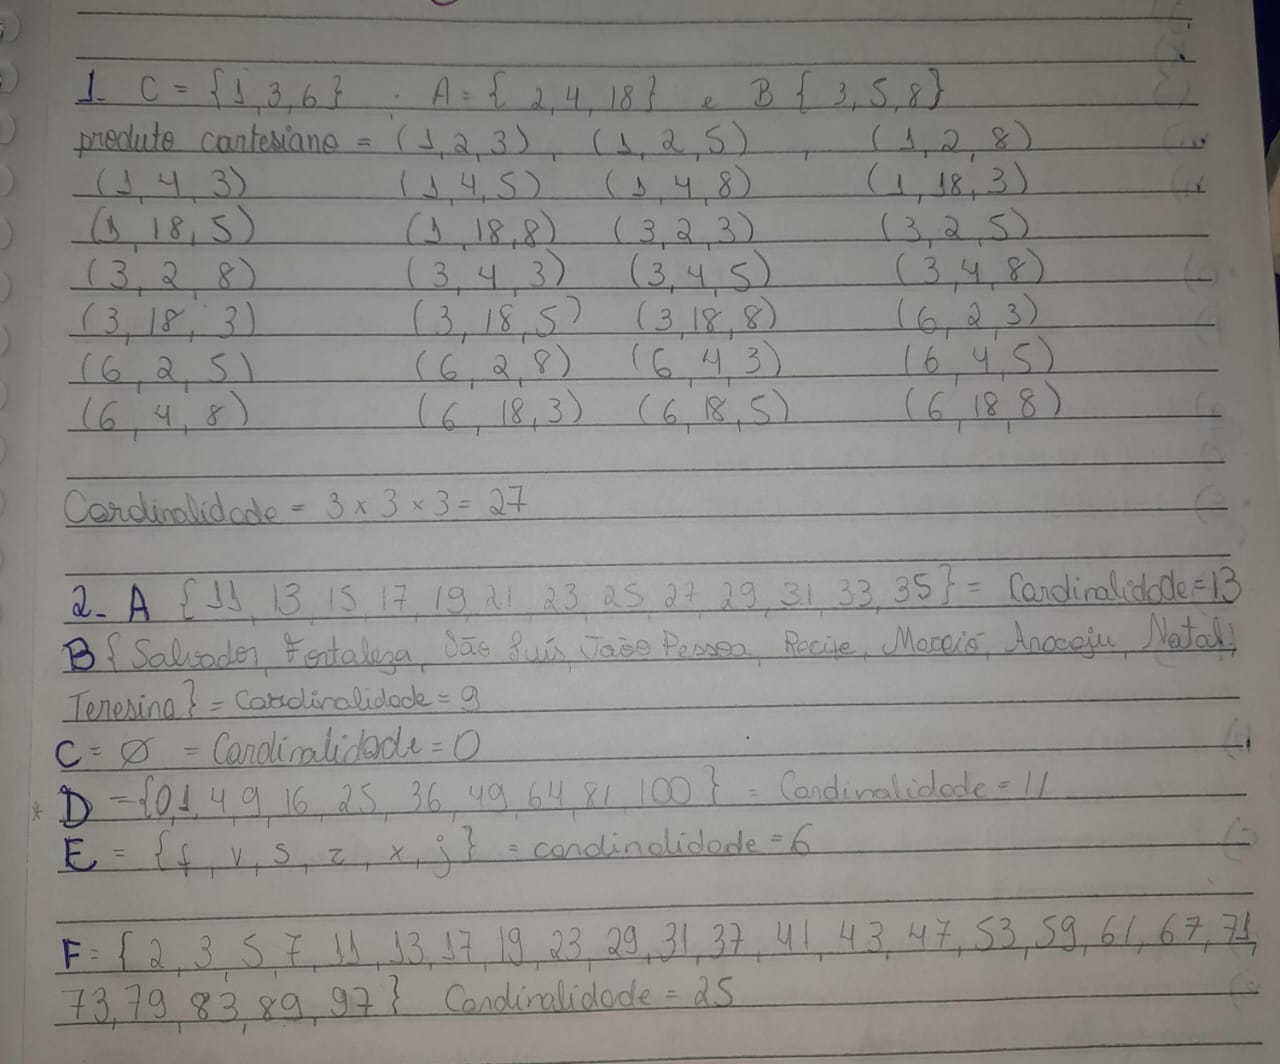 1- C = {1, 3, 6} . A = { 2, 4, 18} e B { 3, 5, 8}
produto cartesiano = (1, 2, 3), (1, 2, 5) , (1, 2, 8)
(1, 4, 3) (1, 4, 5) (1, 4, 8) (1, 18, 3)
(1, 18, 5) (1, 18, 8) (3, 2, 3) (3, 2, 5)
(3, 2, 8) (3, 4, 3) (3, 4, 5) (3, 4, 8)
(3, 18, 3) (3, 18, 5) (3, 18, 8) (6, 2, 3)
(6, 2, 5) (6, 2, 8) (6, 4, 3) (6, 4, 5)
(6, 4, 8) (6, 18, 3) (6, 18, 5) (6, 18, 8)
Cardinalidade = 3 x 3 x 3 = 27
2- A {11, 13, 15, 17, 19, 21, 23, 25, 27, 29, 31, 33, 35} = Cardinalidade = 13
B { Salvador, Fortaleza, São Luís, João Pessoa, Recife, Maceió, Aracaju, Natal,
Teresina} = Cardinalidade = 9
C = ∅ = Cardinalidade = 0
* D = {0, 1, 4, 9, 16, 25, 36, 49, 64, 81, 100} = Cardinalidade = 11
E = {f, v, s, z, x, j} = cardinalidade = 6
F = { 2, 3, 5, 7, 11, 13, 17, 19, 23, 29, 31, 37, 41, 43, 47, 53, 59, 61, 67, 71,
73, 79, 83, 89, 97} Cardinalidade = 25